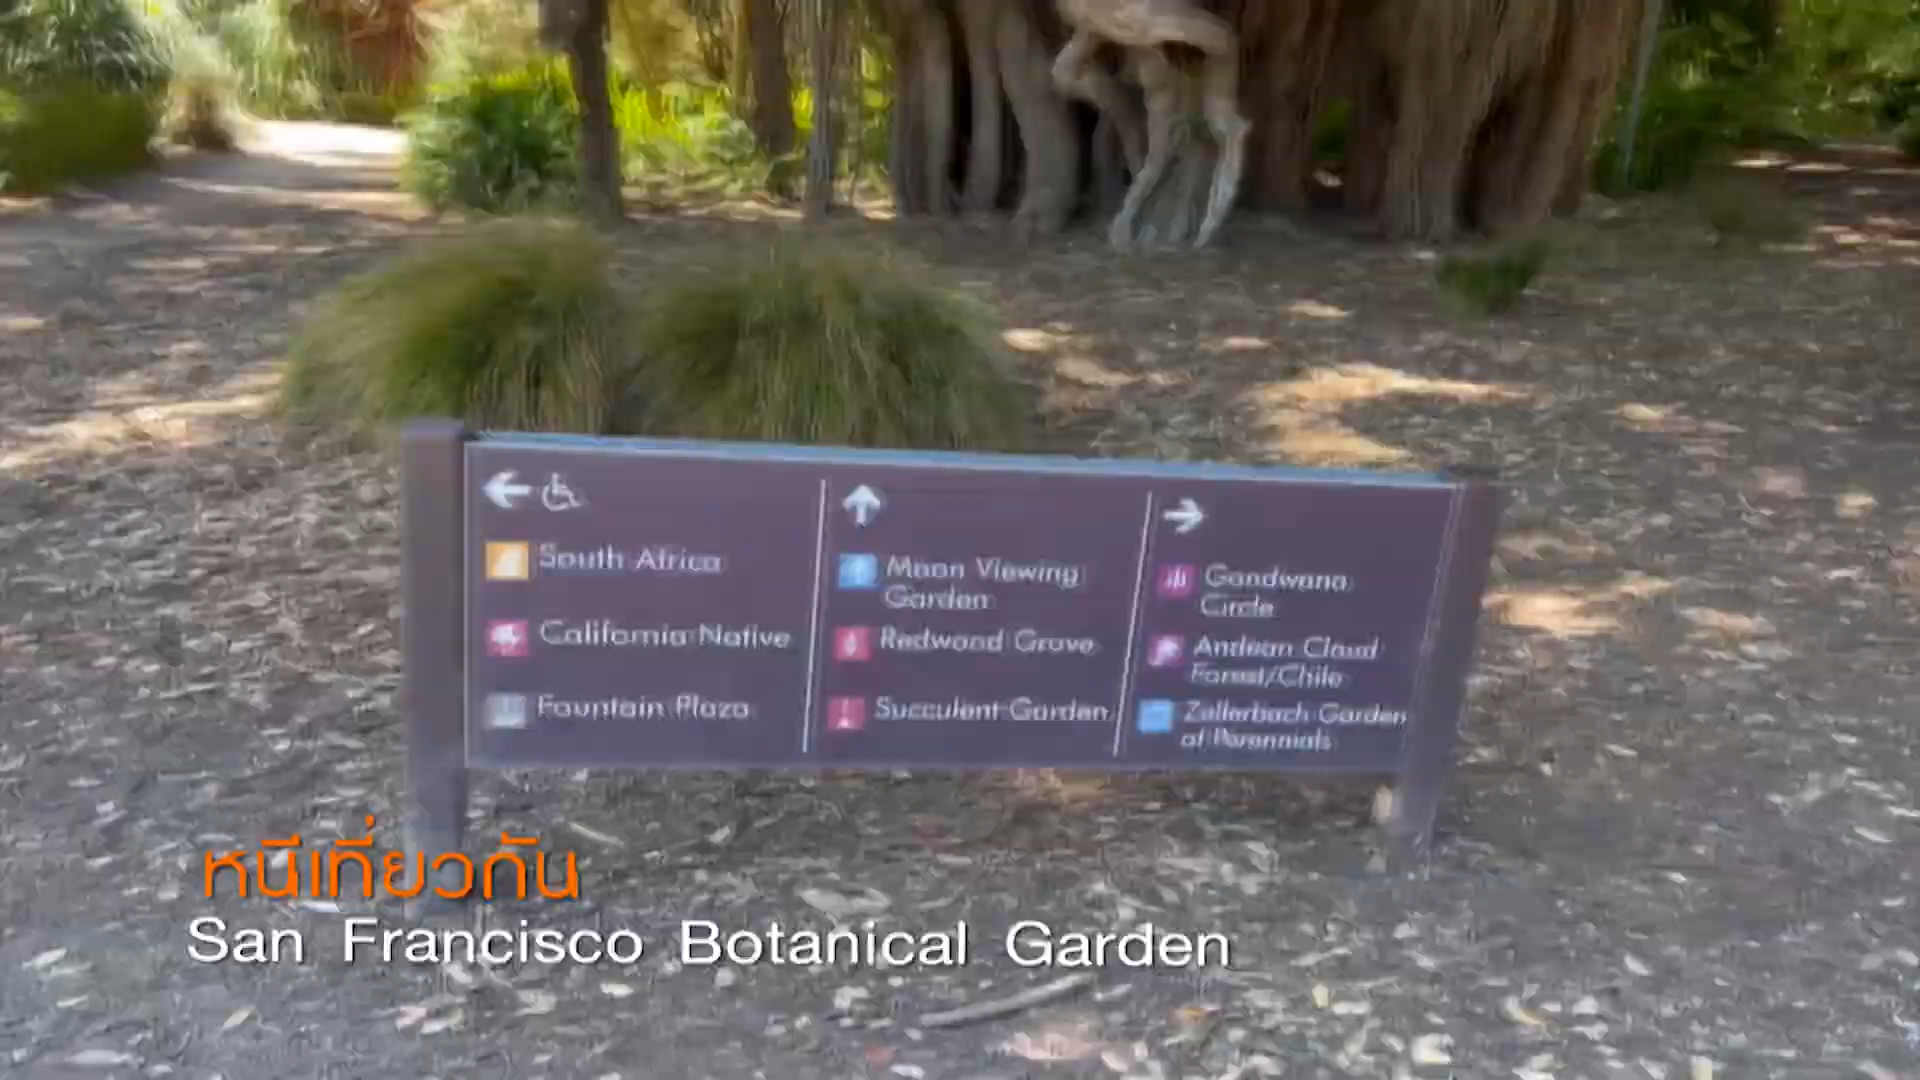 South Africa
California Native
Fountain Plaza
Moon Viewing
Garden
Redwood Grove
Succulent Garden
Gondwana
Circle
Andean Cloud
Forest/Chile
Zellerbach Garden
of Perennials
หนีเที่ยวกัน
San Francisco Botanical Garden